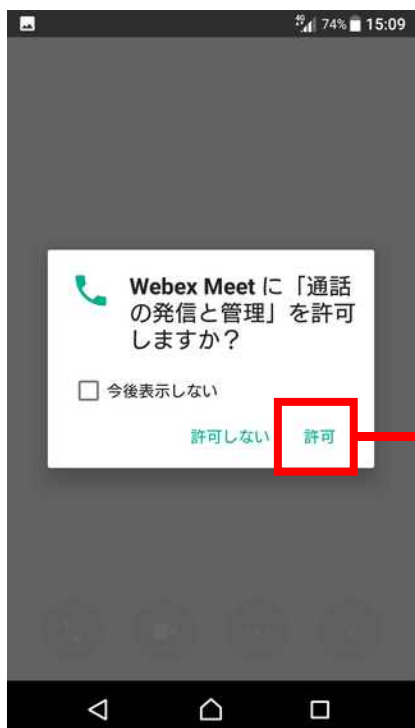 4G 74% 15:09
Webex Meet に「通話
の発信と管理」を許可
しますか？
今後表示しない
許可しない 許可